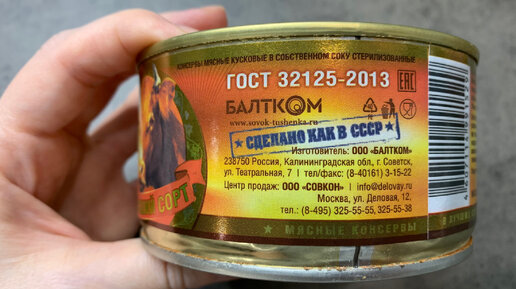 КОНСЕРВЫ МЯСНЫЕ КУСКОВЫЕ В СОБСТВЕННОМ СОКУ СТЕРИЛИЗОВАННЫЕ
ГОСТ 32125-2013
EAC
БАЛТКОМ
www.sovok-tushenka.ru
СДЕЛАНО КАК В СССР
Изготовитель: ООО "БАЛТКОМ"
238750 Россия, Калининградская обл, г Советск,
ул. Театральная, 7 | тел/факс: (8-40161) 3-15-22
Центр продаж: ООО "СОВКОН" | info@delovay.ru
Москва, ул. Деловая, 12,
тел.: (8-495) 325-55-55, 325-55-38
СОРТ
★ МЯСНЫЕ КОНСЕРВЫ ★